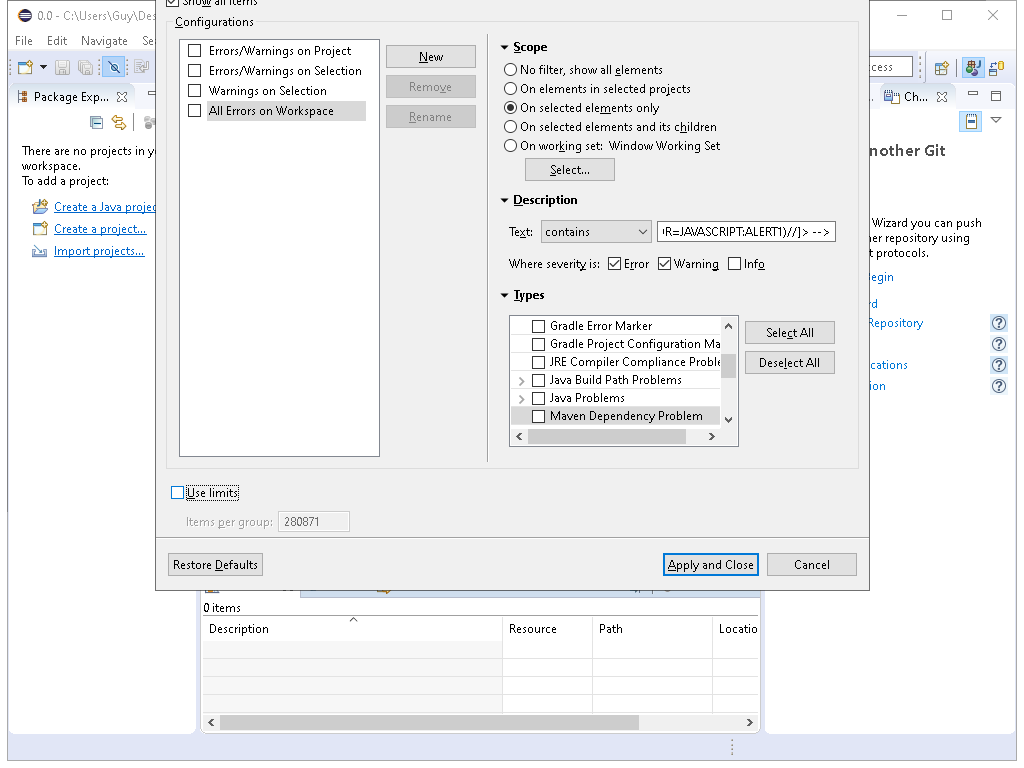 0.0 - C:\Users\Guy\Des
File Edit Navigate Se
cess
Package Exp...
There are no projects in y
workspace.
To add a project:
Create a Java projec
Create a project...
Import projects...
Show all items
Configurations
Errors/Warnings on Project
Errors/Warnings on Selection
Warnings on Selection
All Errors on Workspace
New
Remove
Rename
Scope
No filter, show all elements
On elements in selected projects
On selected elements only
On selected elements and its children
On working set: Window Working Set
Select...
Description
Text: contains R=JAVASCRIPT:ALERT1)//]> -->
Where severity is: Error Warning Info
Types
Gradle Error Marker
Gradle Project Configuration Ma
JRE Compiler Compliance Proble
Java Build Path Problems
Java Problems
Maven Dependency Problem
Select All
Deselect All
Use limits
Items per group: 280871
Restore Defaults
Apply and Close
Cancel
Ch...
nother Git
Wizard you can push
er repository using
t protocols.
egin
rd
Repository
cations
ion
0 items
Description Resource Path Locatio